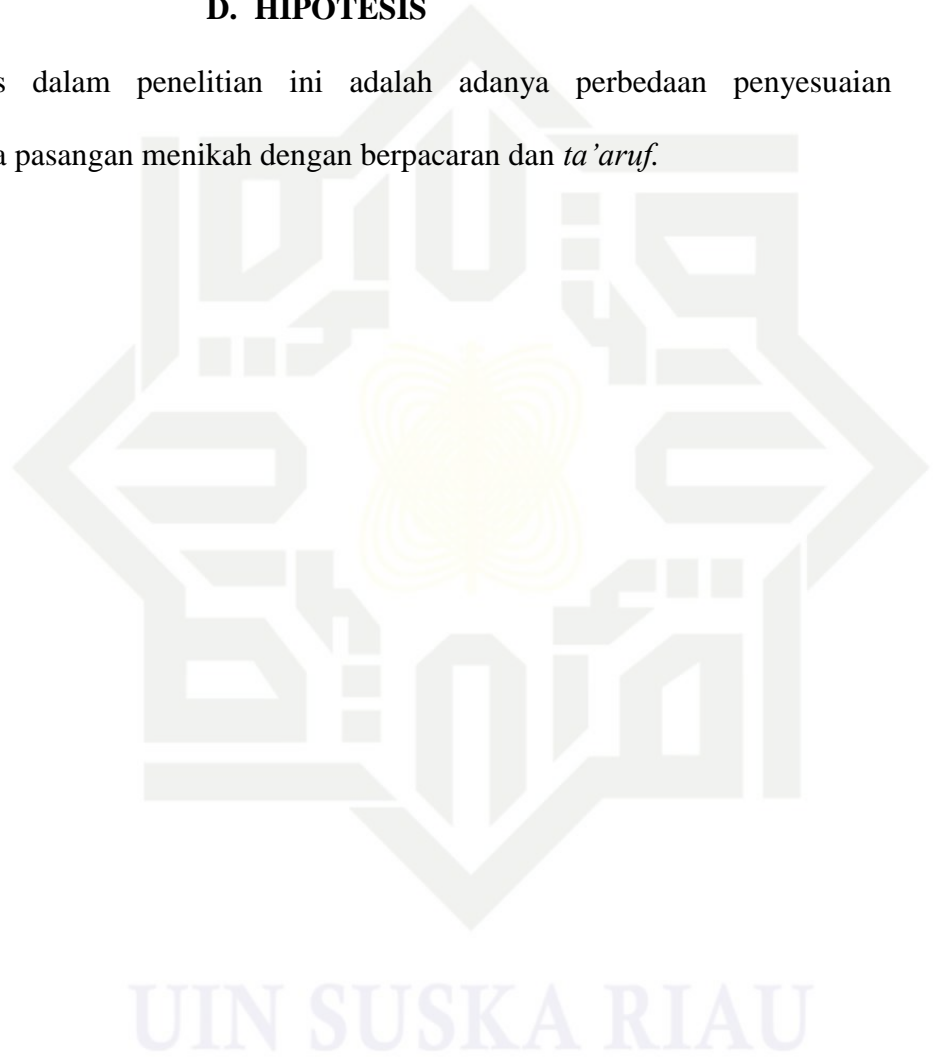 D. HIPOTESIS
dalam penelitian ini adalah adanya perbedaan penyesuaian
pasangan menikah dengan berpacaran dan ta’aruf.
UIN SUSKA RIAU